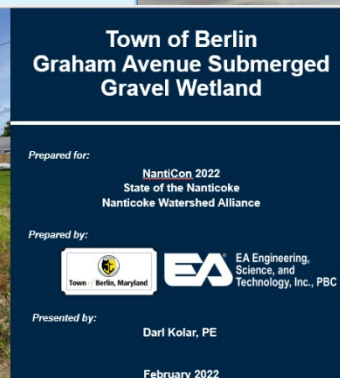 Town of Berlin
Graham Avenue Submerged
Gravel Wetland
Prepared for:
NantiCon 2022
State of the Nanticoke
Nanticoke Watershed Alliance
Prepared by:
Town of Berlin, Maryland
EA
EA Engineering,
Science, and
Technology, Inc., PBC
Presented by:
Darl Kolar, PE
February 2022